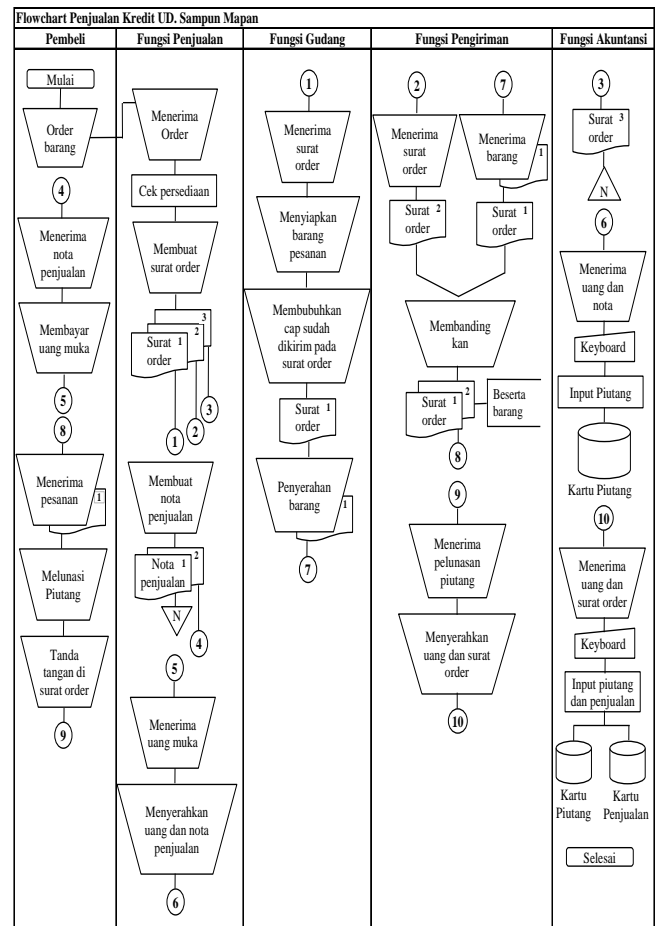 Flowchart Penjualan Kredit UD. Sampun Mapan
Pembeli
Fungsi Penjualan
Fungsi Gudang
Fungsi Pengiriman
Fungsi Akuntansi
Mulai
Order
barang
4
Menerima
nota
penjualan
Membayar
uang muka
5
8
Menerima
pesanan
1
Melunasi
Piutang
Tanda
tangan di
surat order
9
Menerima
Order
Cek persediaan
Membuat
surat order
3
2
Surat 1
order
3
2
1
Membuat
nota
penjualan
2
Nota 1
penjualan
N
4
5
Menerima
uang muka
Menyerahkan
uang dan nota
penjualan
6
1
Menerima
surat
order
Menyiapkan
barang
pesanan
Membubuhkan
cap sudah
dikirim pada
surat order
Surat 1
order
Penyerahan
barang
1
7
2
7
Menerima
surat
order
Menerima
barang
1
Surat 2
order
Surat 1
order
Membanding
kan
2
Surat 1
order
Beserta
barang
8
9
Menerima
pelunasan
piutang
Menyerahkan
uang dan surat
order
10
3
Surat 3
order
N
6
Menerima
uang dan
nota
Keyboard
Input Piutang
Kartu Piutang
10
Menerima
uang dan
surat order
Keyboard
Input piutang
dan penjualan
Kartu
Piutang
Kartu
Penjualan
Selesai